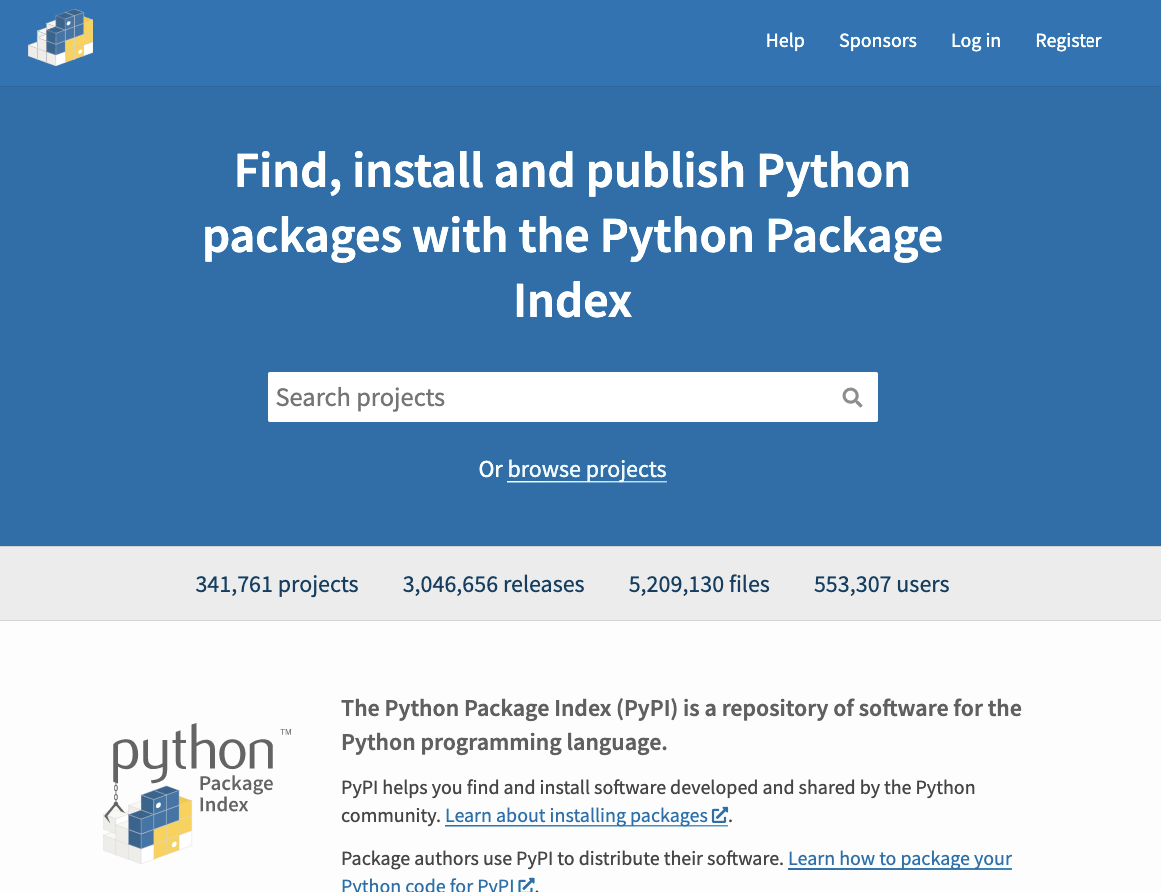 Help Sponsors Log in Register
Find, install and publish Python
packages with the Python Package
Index
Search projects
Or browse projects
341,761 projects 3,046,656 releases 5,209,130 files 553,307 users
python ™
Package
Index
The Python Package Index (PyPI) is a repository of software for the
Python programming language.
PyPI helps you find and install software developed and shared by the Python
community. Learn about installing packages.
Package authors use PyPI to distribute their software. Learn how to package your
Python code for PyPI.